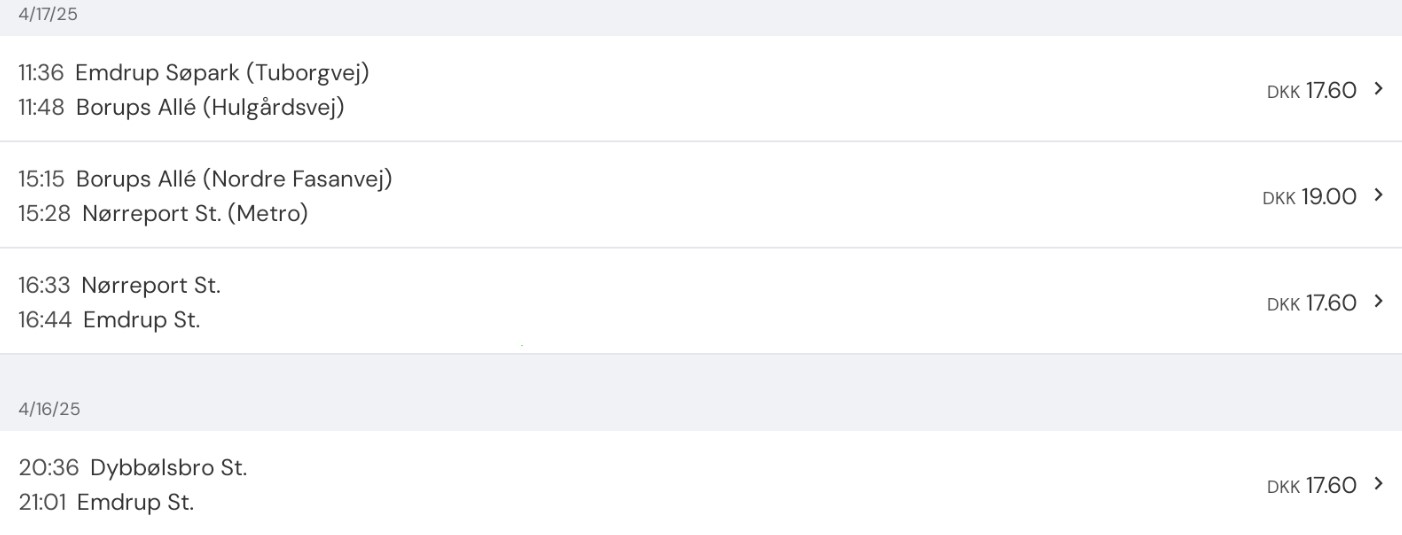 4/17/25
11:36 Emdrup Søpark (Tuborgvej)
11:48 Borups Allé (Hulgårdsvej)
DKK 17.60
15:15 Borups Allé (Nordre Fasanvej)
15:28 Nørreport St. (Metro)
DKK 19.00
16:33 Nørreport St.
16:44 Emdrup St.
DKK 17.60
4/16/25
20:36 Dybbølsbro St.
21:01 Emdrup St.
DKK 17.60